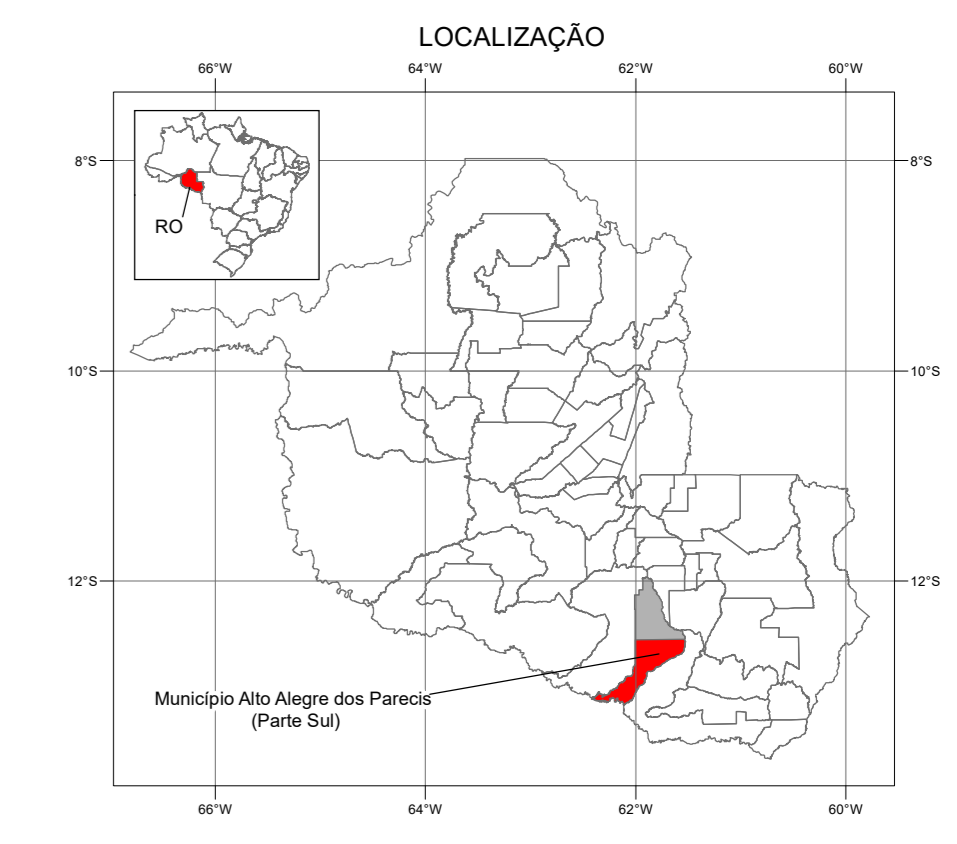 LOCALIZAÇÃO
66°W 64°W 62°W 60°W
8°S 8°S
RO
10°S 10°S
12°S 12°S
Município Alto Alegre dos Parecis
(Parte Sul)
66°W 64°W 62°W 60°W